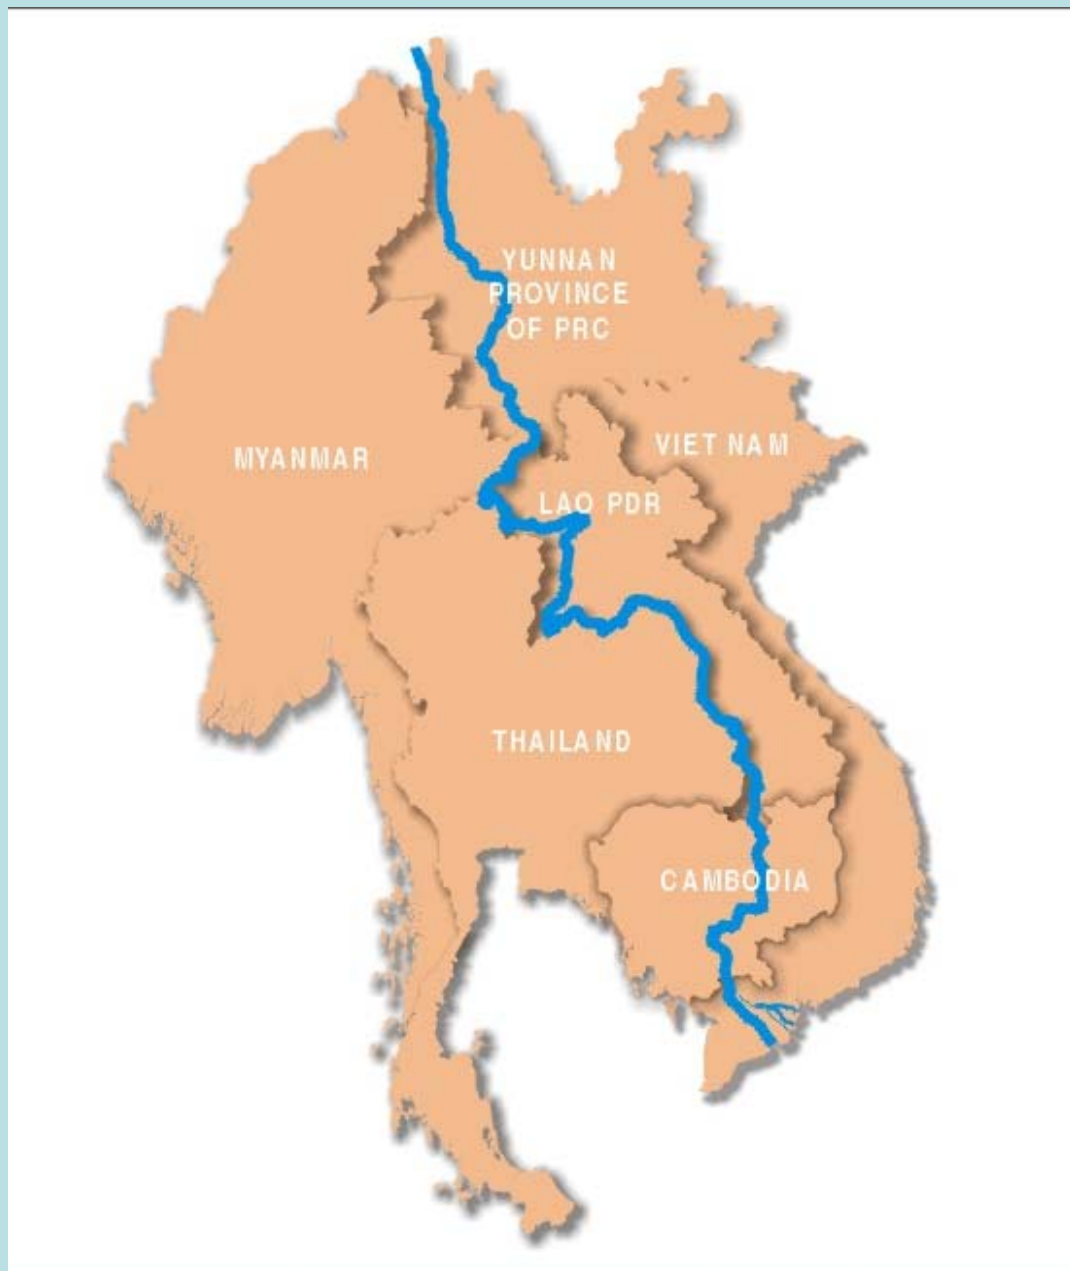 YUNNAN
PROVINCE
OF PRC
MYANMAR
VIET NAM
LAO PDR
THAILAND
CAMBODIA